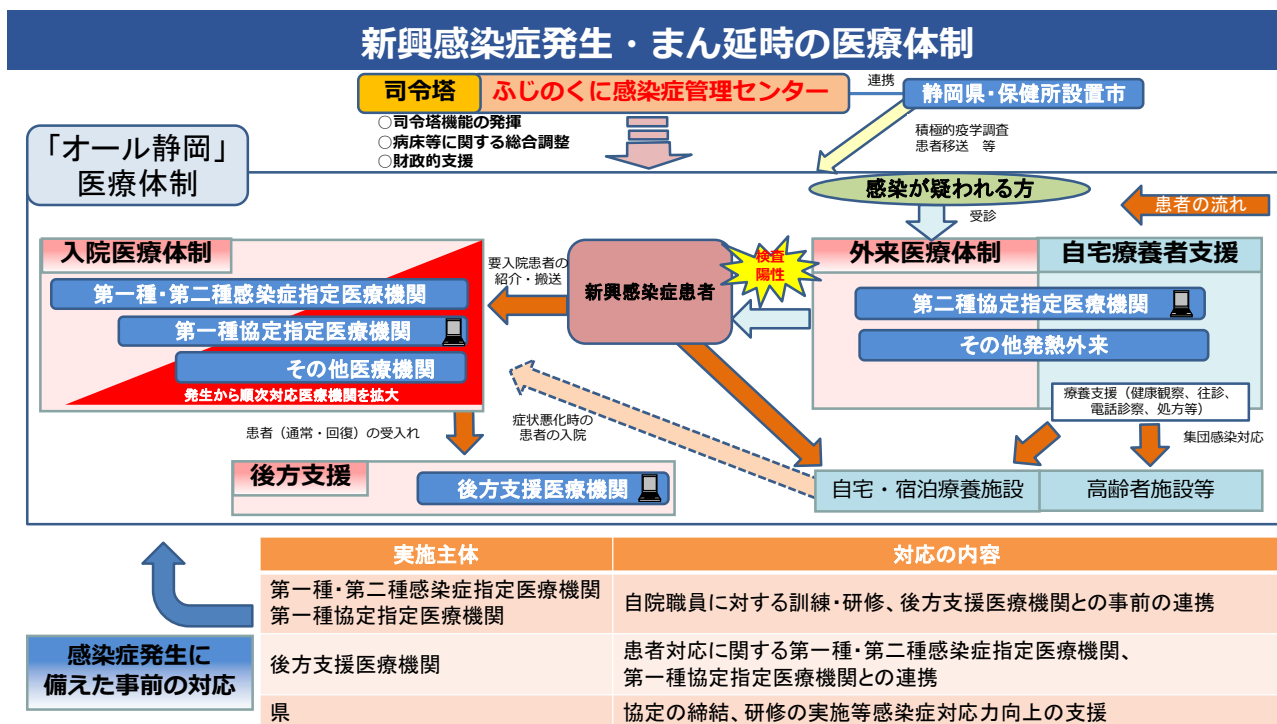 新興感染症発生・まん延時の医療体制
司令塔
ふじのくに感染症管理センター
連携
静岡県・保健所設置市
○司令塔機能の発揮
○病床等に関する総合調整
○財政的支援
積極的疫学調査
患者移送 等
「オール静岡」
医療体制
感染が疑われる方
患者の流れ
受診
入院医療体制
第一種・第二種感染症指定医療機関
第一種協定指定医療機関
その他医療機関
発生から順次対応医療機関を拡大
要入院患者の
紹介・搬送
新興感染症患者
検査
陽性
外来医療体制
自宅療養者支援
第二種協定指定医療機関
その他発熱外来
療養支援（健康観察、往診、
電話診察、処方等）
患者（通常・回復）の受入れ
症状悪化時の
患者の入院
集団感染対応
後方支援
後方支援医療機関
自宅・宿泊療養施設
高齢者施設等
感染症発生に
備えた事前の対応
実施主体
対応の内容
第一種・第二種感染症指定医療機関
第一種協定指定医療機関
自院職員に対する訓練・研修、後方支援医療機関との事前の連携
後方支援医療機関
患者対応に関する第一種・第二種感染症指定医療機関、
第一種協定指定医療機関との連携
県
協定の締結、研修の実施等感染症対応力向上の支援